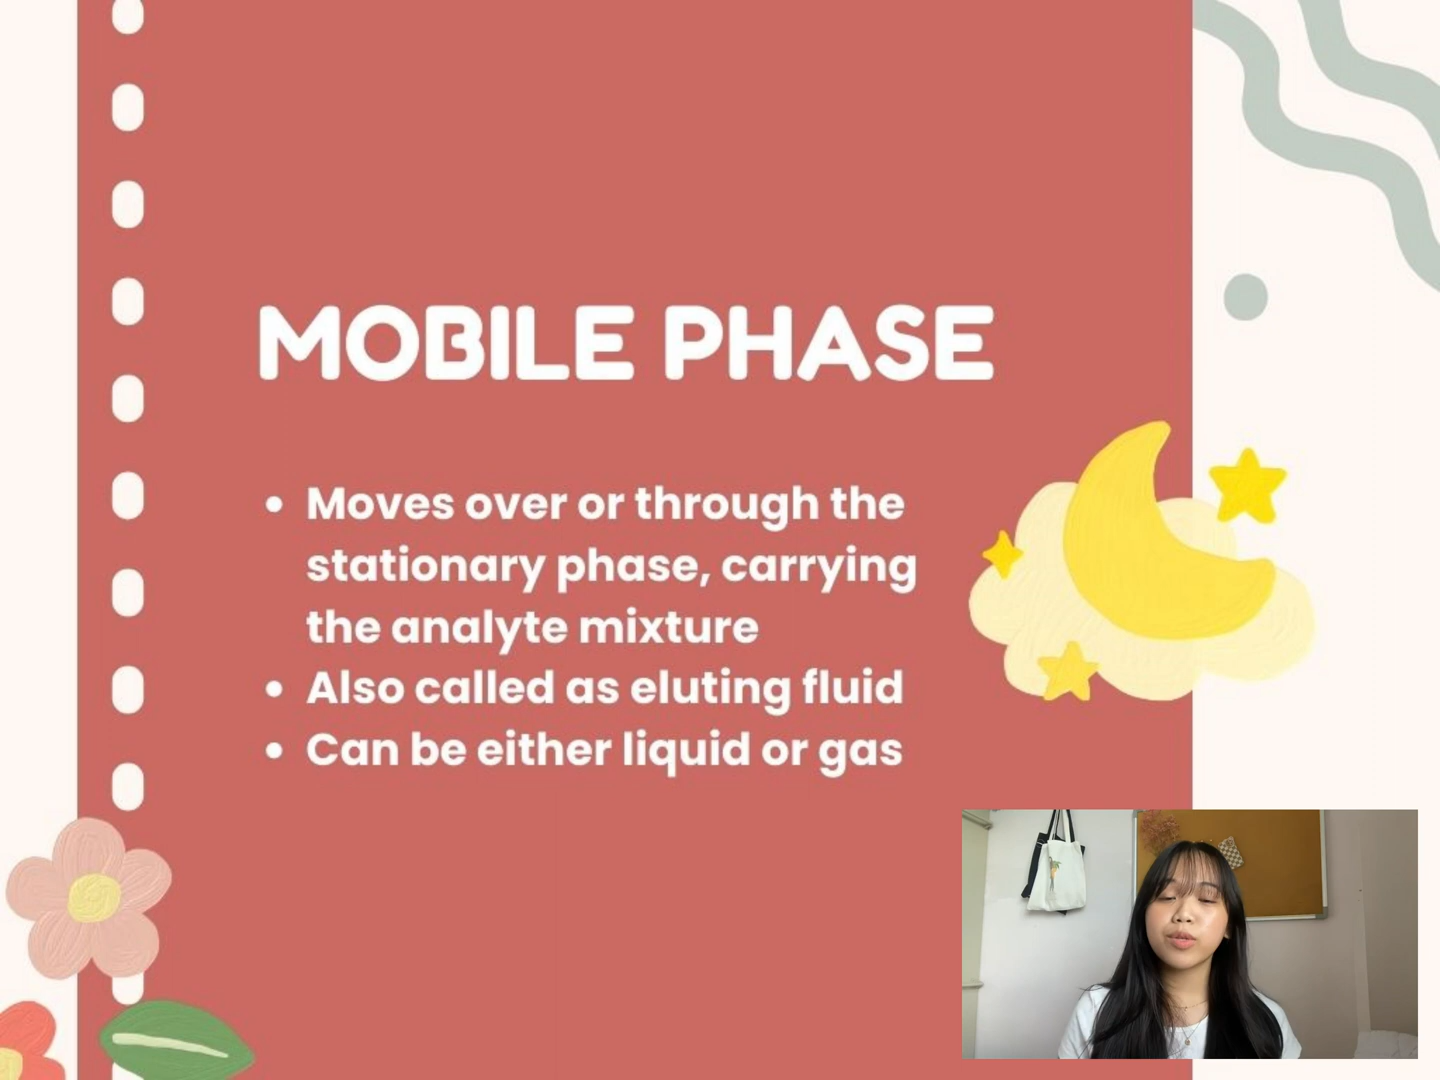 MOBILE PHASE
• Moves over or through the
stationary phase, carrying
the analyte mixture
• Also called as eluting fluid
• Can be either liquid or gas